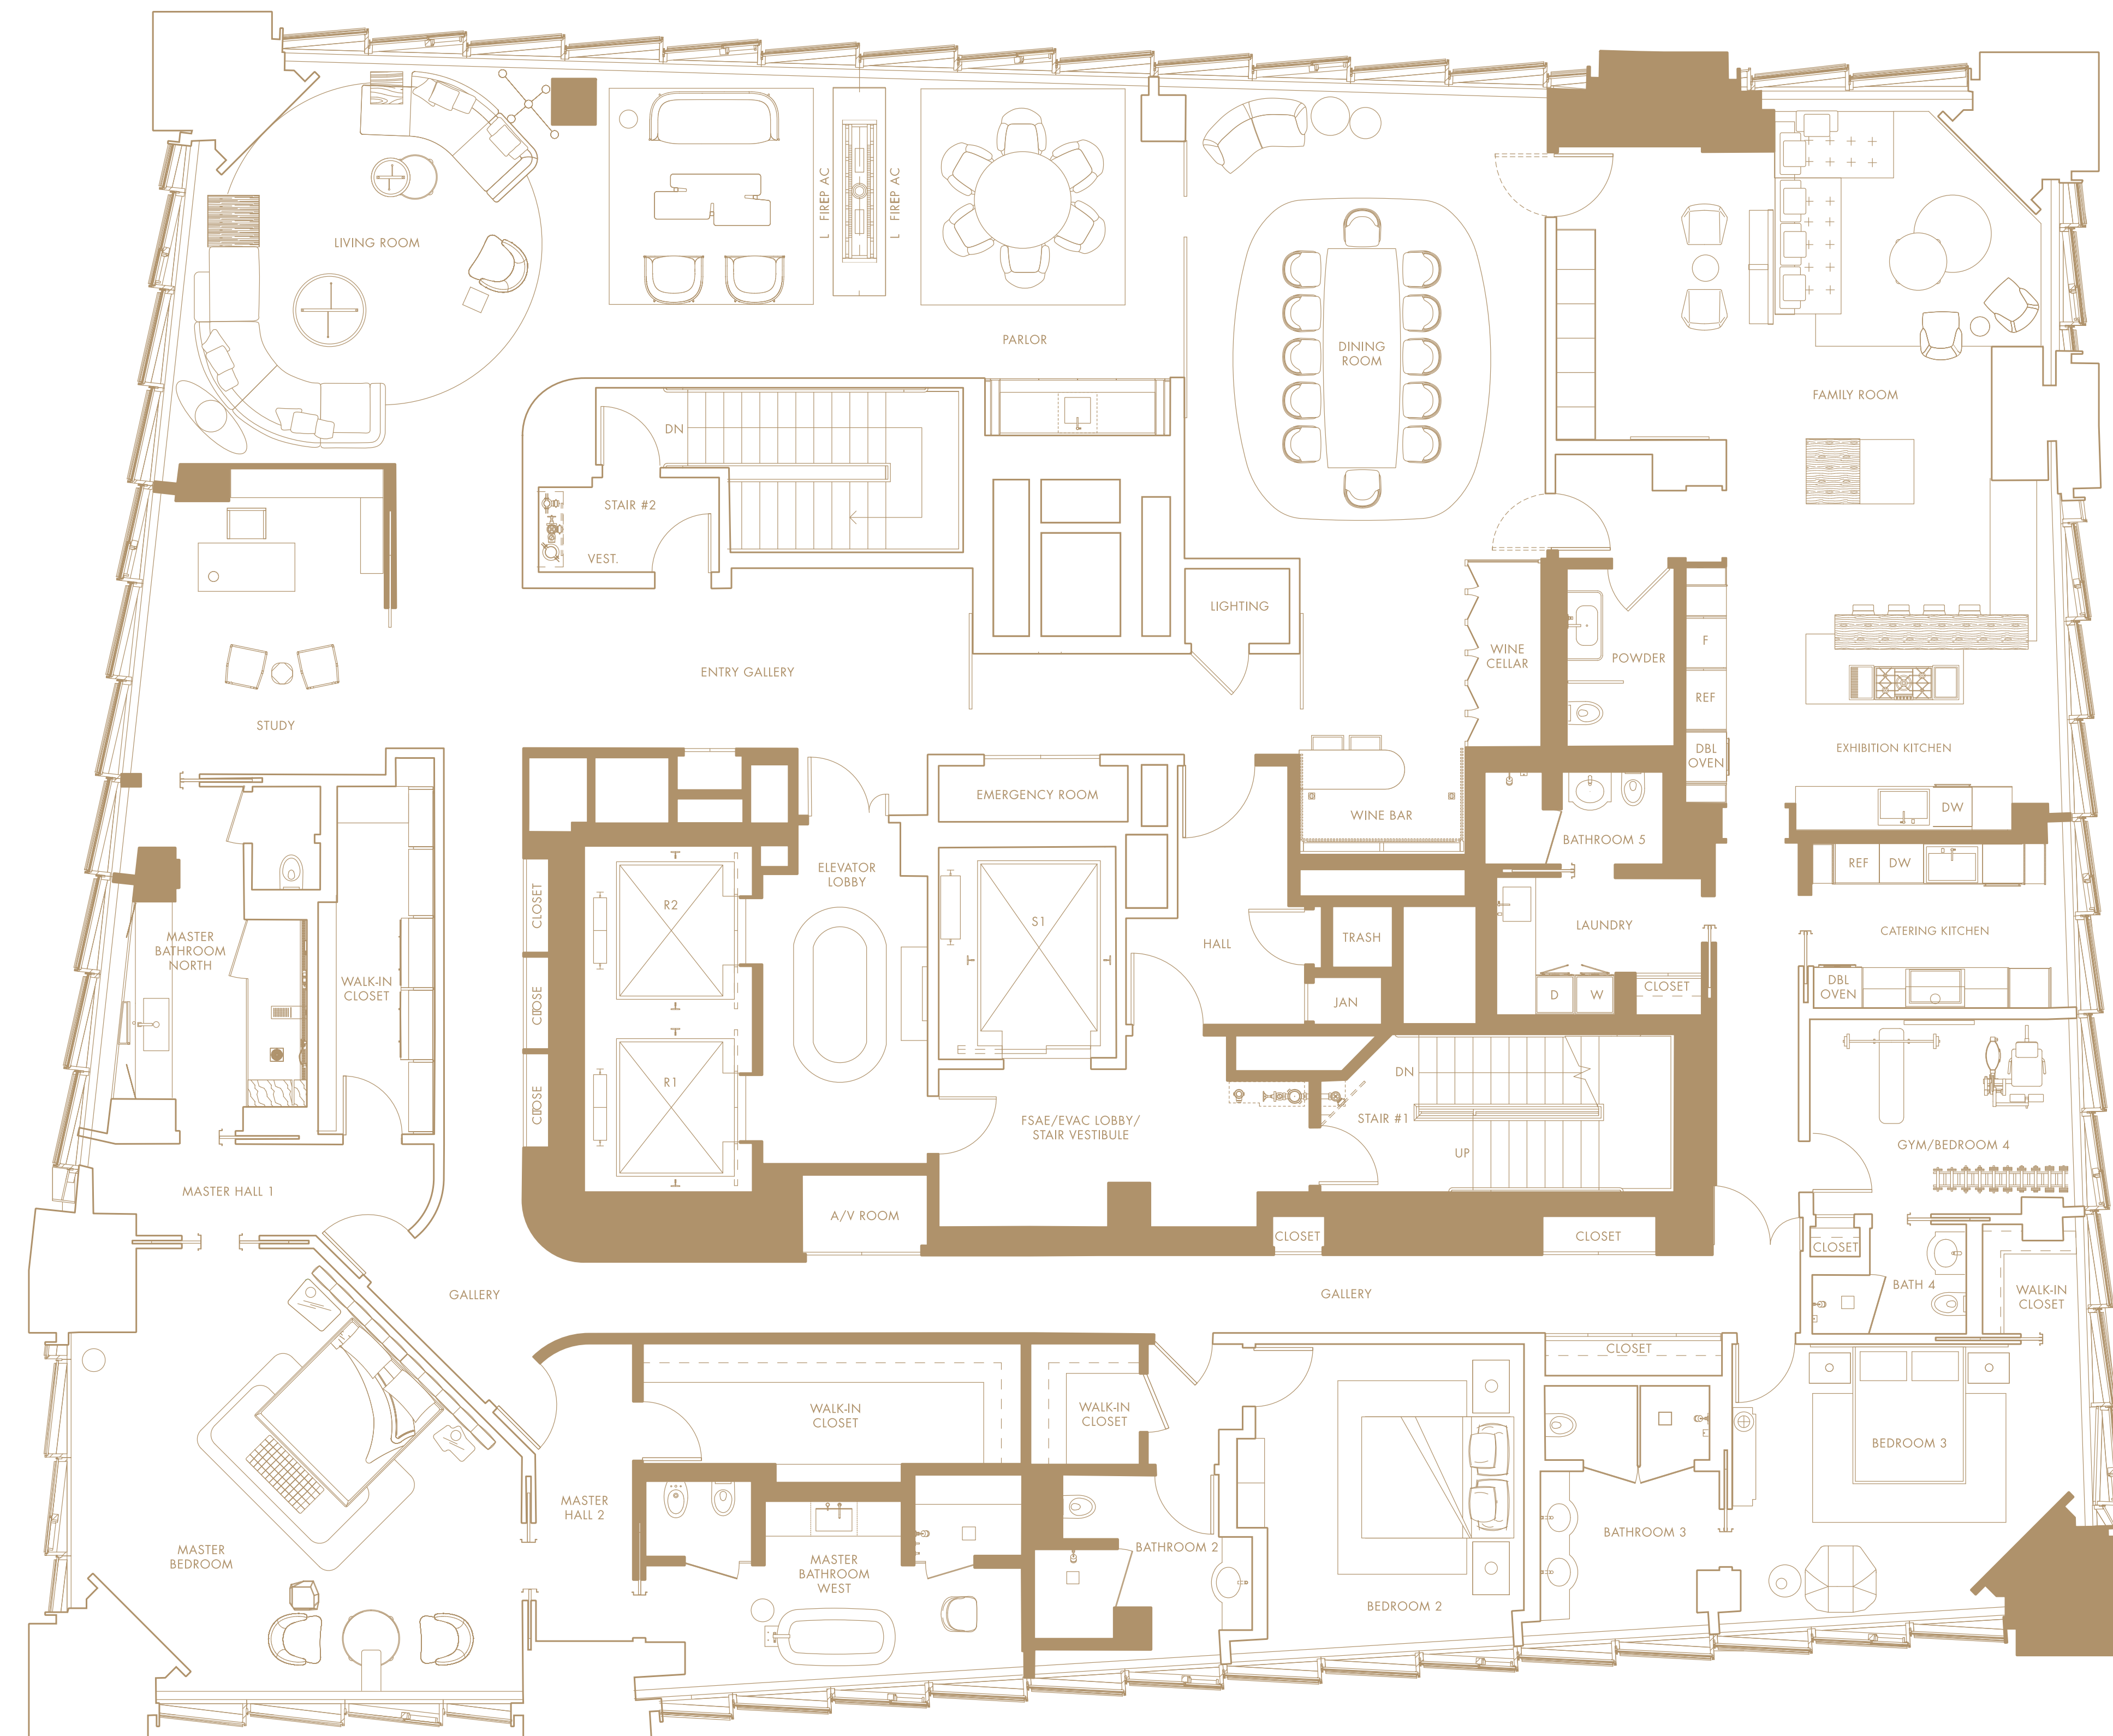 LIVING ROOM
L FIREP AC
L FIREP AC
PARLOR
DINING
ROOM
FAMILY ROOM
DN
STAIR #2
VEST.
LIGHTING
ENTRY GALLERY
WINE
CELLAR
POWDER
F
REF
DBL
OVEN
STUDY
EXHIBITION KITCHEN
EMERGENCY ROOM
WINE BAR
DW
BATHROOM 5
ELEVATOR
LOBBY
REF
DW
CLOSET
R2
S1
LAUNDRY
CATERING KITCHEN
MASTER
BATHROOM
NORTH
WALK-IN
CLOSET
HALL
TRASH
JAN
D
W
CLOSET
DBL
OVEN
CLOSE
R1
DN
STAIR #1
CLOSE
FSAE/EVAC LOBBY/
STAIR VESTIBULE
UP
GYM/BEDROOM 4
MASTER HALL 1
A/V ROOM
CLOSET
CLOSET
CLOSET
BATH 4
WALK-IN
CLOSET
GALLERY
GALLERY
CLOSET
WALK-IN
CLOSET
WALK-IN
CLOSET
BEDROOM 3
MASTER
HALL 2
MASTER
BEDROOM
MASTER
BATHROOM
WEST
BATHROOM 2
BATHROOM 3
BEDROOM 2